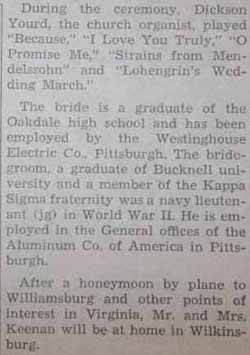 During the ceremony, Dickson
Yourd, the church organist, played
"Because," "I Love You Truly," "O
Promise Me," "Strains from Men-
delssohn" and "Lohengrin's Wed-
ding March."
The bride is a graduate of the
Oakdale high school and has been
employed by the Westinghouse
Electric Co., Pittsburgh. The bride-
groom, a graduate of Bucknell uni-
versity and a member of the Kappa
Sigma fraternity was a navy lieuten-
ant (jg) in World War II. He is em-
ployed in the General offices of the
Aluminum Co. of America in Pitts-
burgh.
After a honeymoon by plane to
Williamsburg and other points of
interest in Virginia, Mr. and Mrs.
Keenan will be at home in Wilkins-
burg.